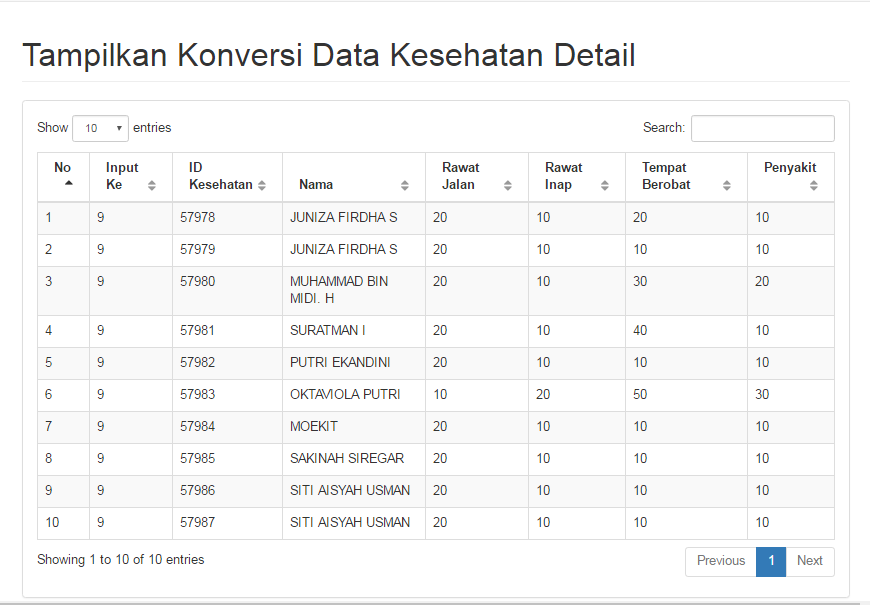 Tampilkan Konversi Data Kesehatan Detail
Show 10 entries Search:
No Input Ke ID Kesehatan Nama Rawat Jalan Rawat Inap Tempat Berobat Penyakit
1 9 57978 JUNIZA FIRDHA S 20 10 20 10
2 9 57979 JUNIZA FIRDHA S 20 10 10 10
3 9 57980 MUHAMMAD BIN MIDI. H 20 10 30 20
4 9 57981 SURATMAN I 20 10 40 10
5 9 57982 PUTRI EKANDINI 20 10 10 10
6 9 57983 OKTAVIOLA PUTRI 10 20 50 30
7 9 57984 MOEKIT 20 10 10 10
8 9 57985 SAKINAH SIREGAR 20 10 10 10
9 9 57986 SITI AISYAH USMAN 20 10 10 10
10 9 57987 SITI AISYAH USMAN 20 10 10 10
Showing 1 to 10 of 10 entries Previous 1 Next